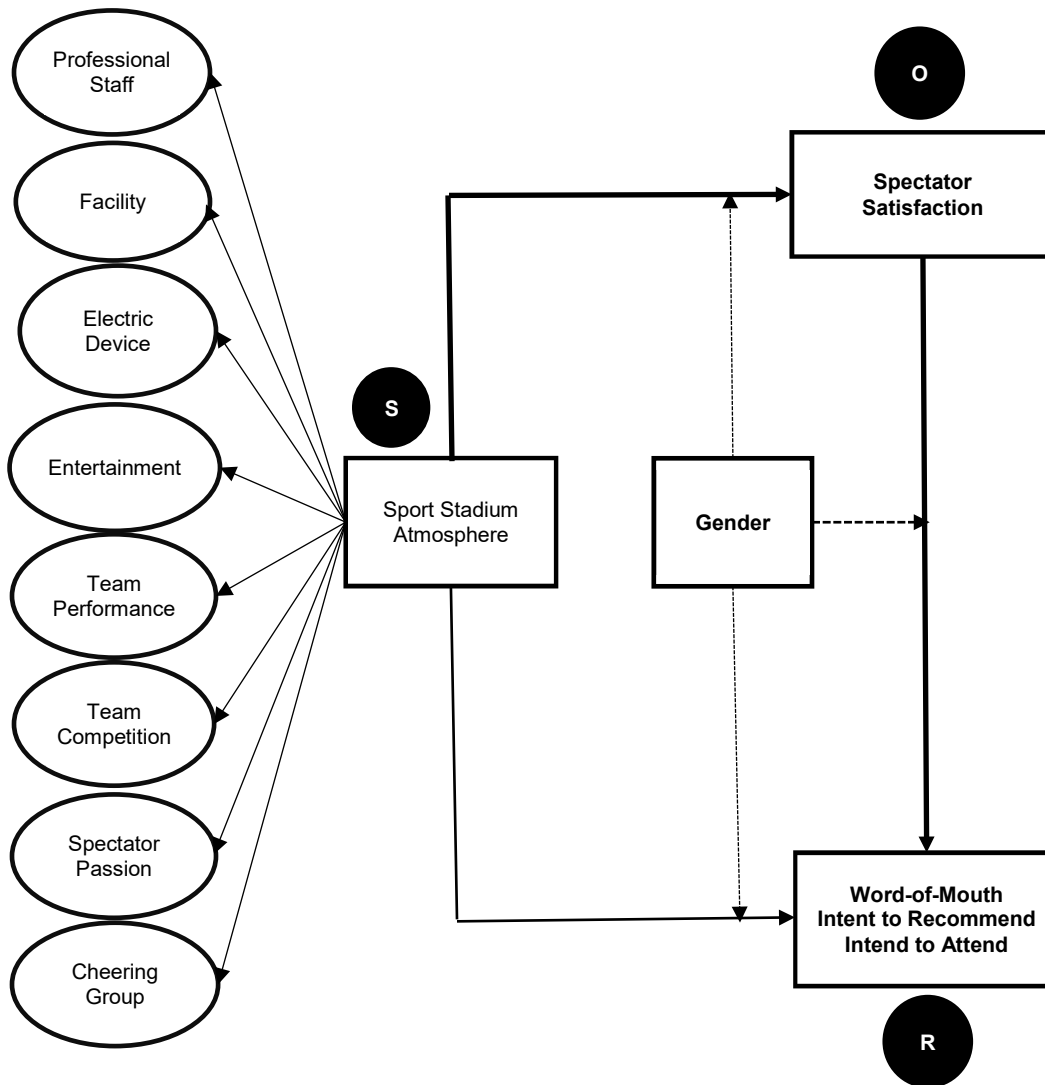 Professional
Staff
Facility
Electric
Device
Entertainment
Team
Performance
Team
Competition
Spectator
Passion
Cheering
Group
S
Sport Stadium
Atmosphere
Gender
O
Spectator
Satisfaction
Word-of-Mouth
Intent to Recommend
Intend to Attend
R